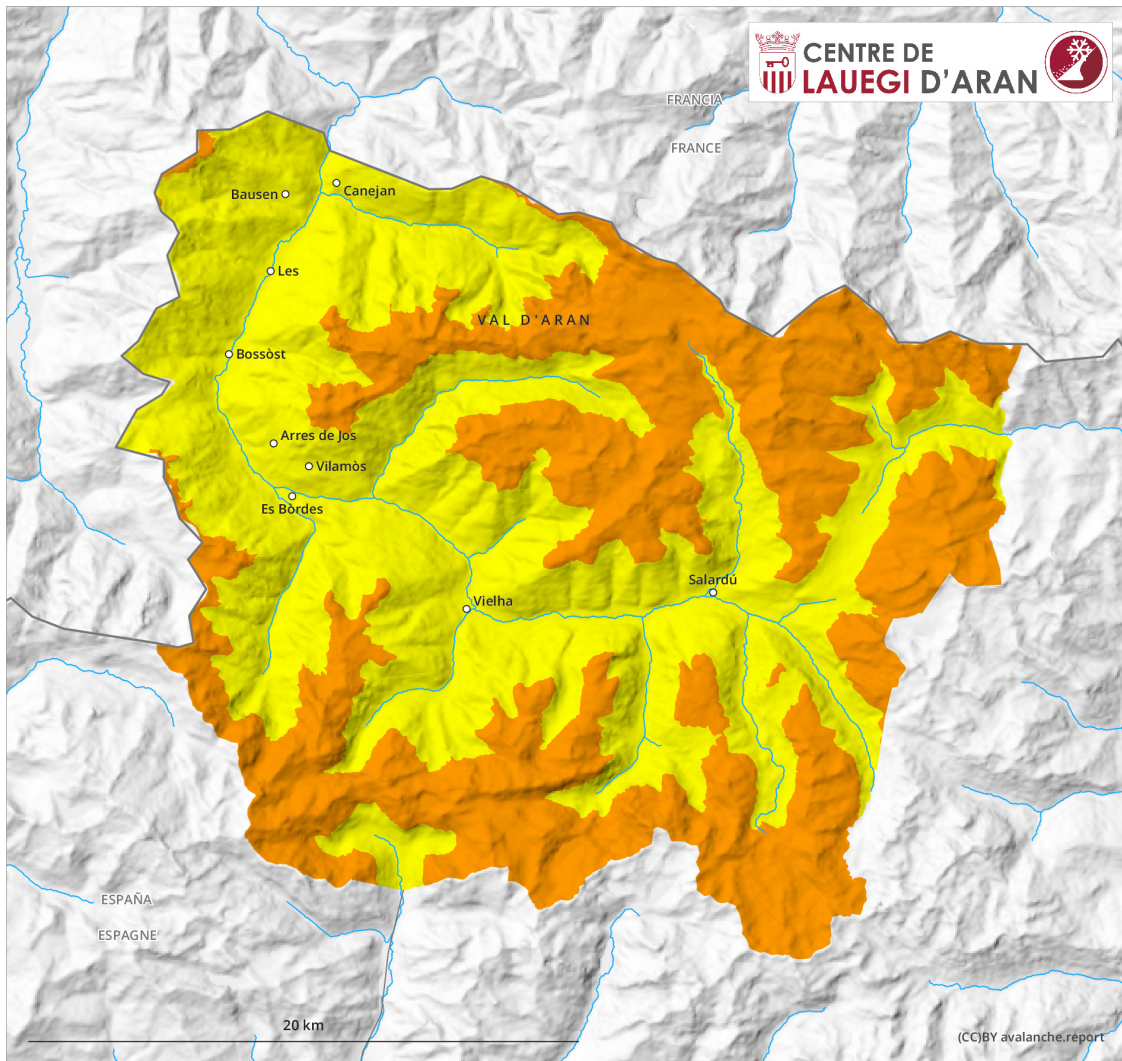 CENTRE DE
LAUEGI D'ARAN
FRANCIA
FRANCE
Bausen
Canejan
Les
VAL D'ARAN
Bossòst
Arres de Jos
Vilamòs
Es Bòrdes
Salardú
Vielha
ESPAÑA
ESPAGNE
20 km
(CC)BY avalanche.report